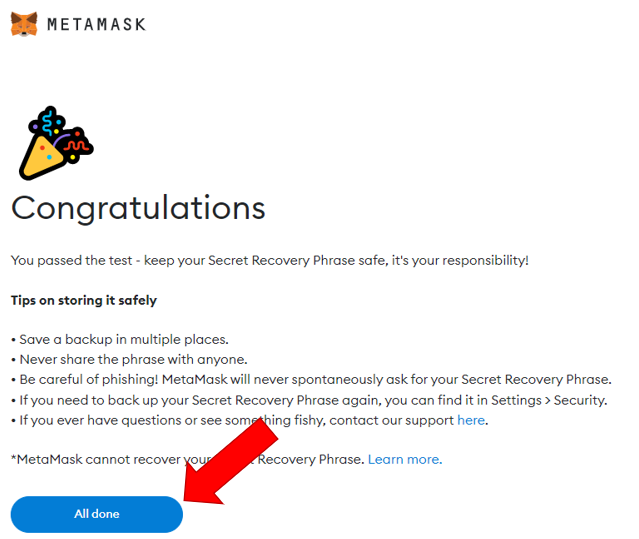 METAMASK
Congratulations
You passed the test - keep your Secret Recovery Phrase safe, it's your responsibility!
Tips on storing it safely
• Save a backup in multiple places.
• Never share the phrase with anyone.
• Be careful of phishing! MetaMask will never spontaneously ask for your Secret Recovery Phrase.
• If you need to back up your Secret Recovery Phrase again, you can find it in Settings > Security.
• If you ever have questions or see something fishy, contact our support here.
*MetaMask cannot recover your Recovery Phrase. Learn more.
All done